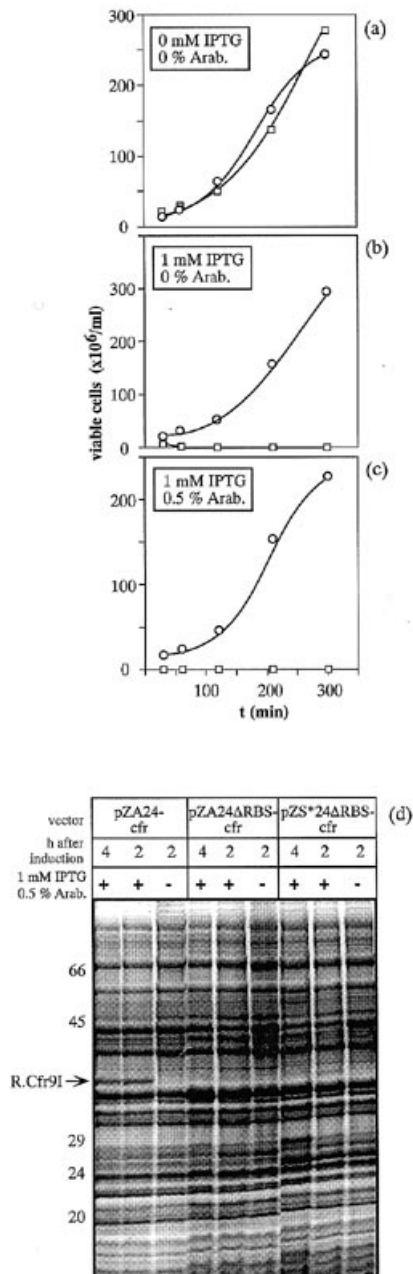 (a)
0 mM IPTG
0 % Arab.
300
200
100
0
(b)
1 mM IPTG
0 % Arab.
300
200
100
0
(c)
1 mM IPTG
0.5 % Arab.
200
100
0
viable cells (x10⁶/ml)
100 200 300
t (min)
(d)
vector pZA24-cfr pZA24ΔRBS-cfr pZS*24ΔRBS-cfr
h after induction 4 2 2 4 2 2 4 2 2
1 mM IPTG 0.5 % Arab. + + - + + - + + -
66
45
R.Cfr9I→
29
24
20